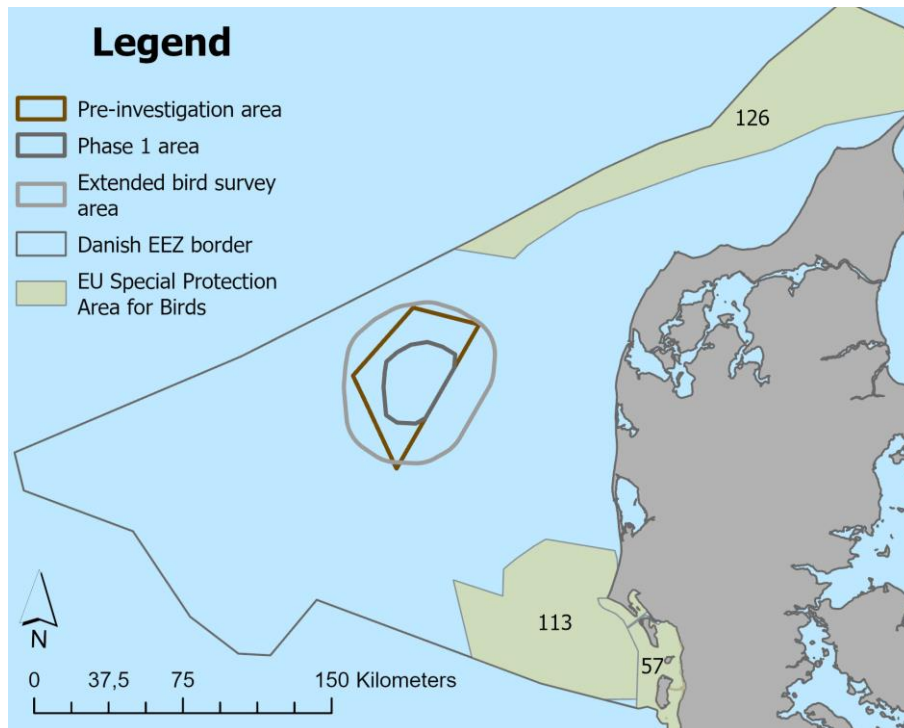 Legend
Pre-investigation area
Phase 1 area
Extended bird survey
area
Danish EEZ border
EU Special Protection
Area for Birds
126
113
57
N
0 37,5 75 150 Kilometers